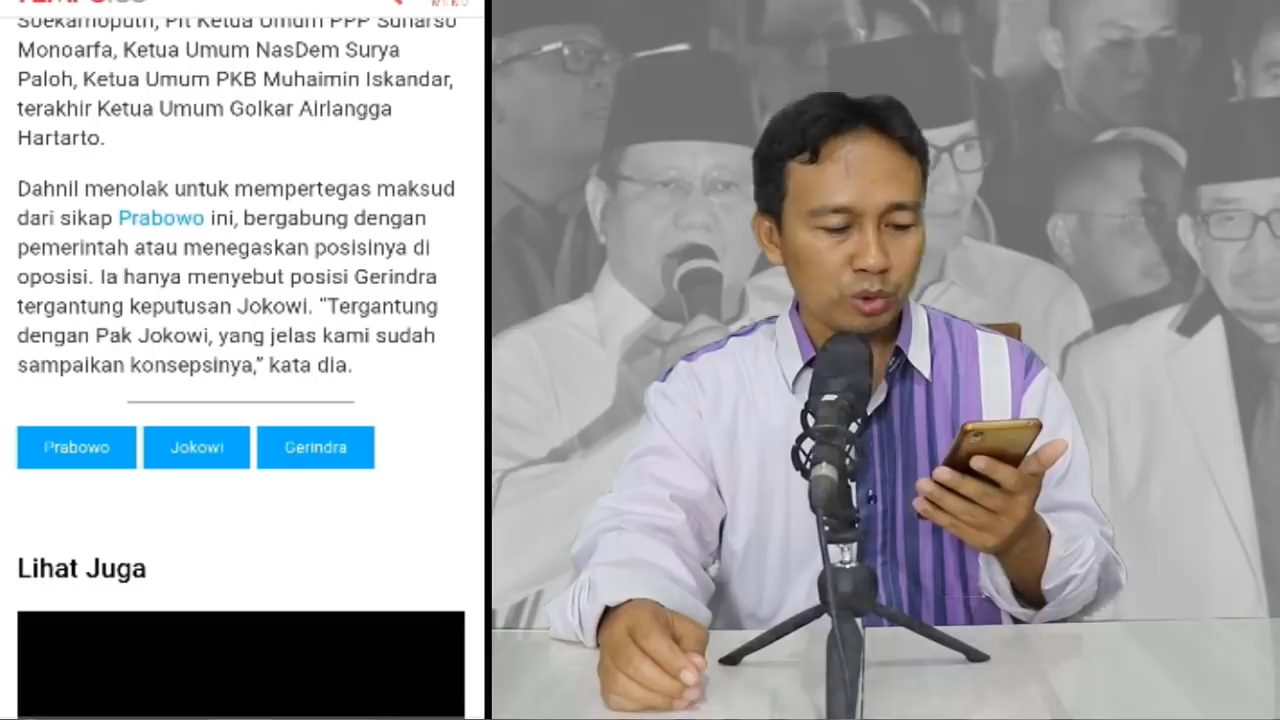 Soekarnoputri, Plt Ketua Umum PPP Suharso
Monoarfa, Ketua Umum NasDem Surya
Paloh, Ketua Umum PKB Muhaimin Iskandar,
terakhir Ketua Umum Golkar Airlangga
Hartarto.
Dahnil menolak untuk mempertegas maksud
dari sikap Prabowo ini, bergabung dengan
pemerintah atau menegaskan posisinya di
oposisi. Ia hanya menyebut posisi Gerindra
tergantung keputusan Jokowi. “Tergantung
dengan Pak Jokowi, yang jelas kami sudah
sampaikan konsepsinya,” kata dia.
Prabowo
Jokowi
Gerindra
Lihat Juga